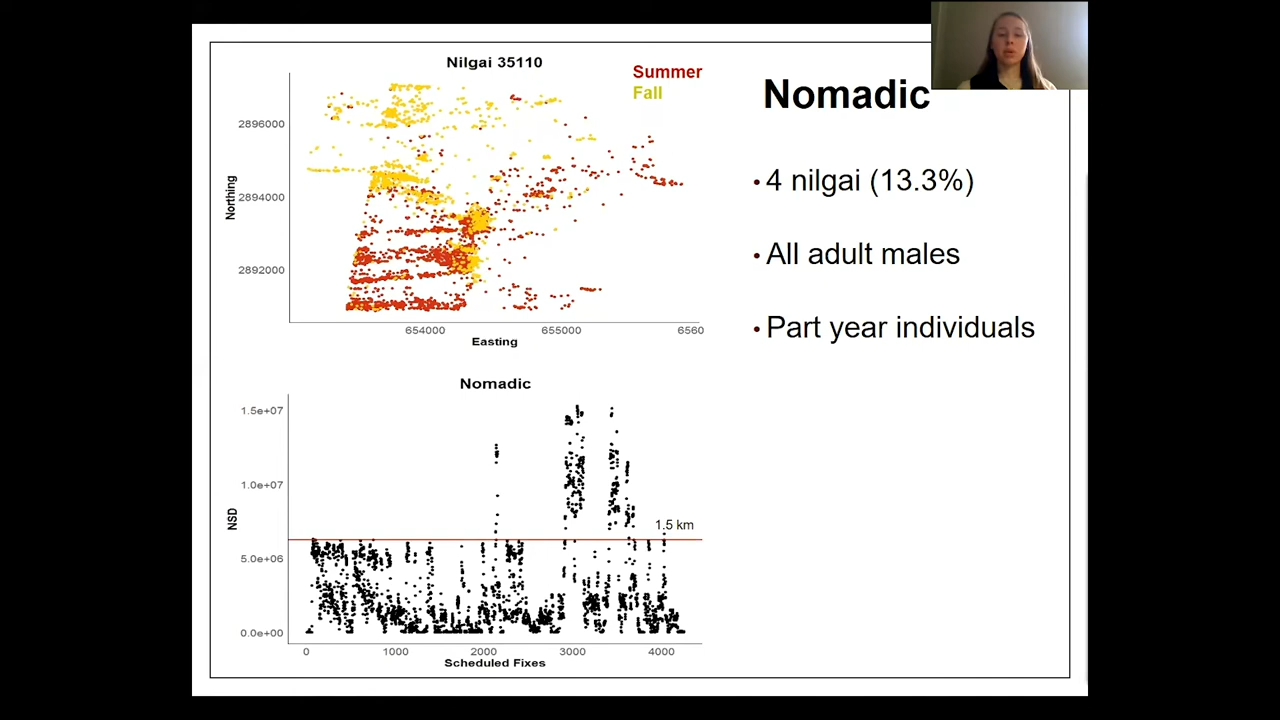 Nilgai 35110
Summer
Fall
2896000
2894000
2892000
Northing
654000
655000
6560
Easting
Nomadic
• 4 nilgai (13.3%)
• All adult males
• Part year individuals
Nomadic
1.5e+07
1.0e+07
5.0e+06
0.0e+00
NSD
1.5 km
0
1000
2000
3000
4000
Scheduled Fixes